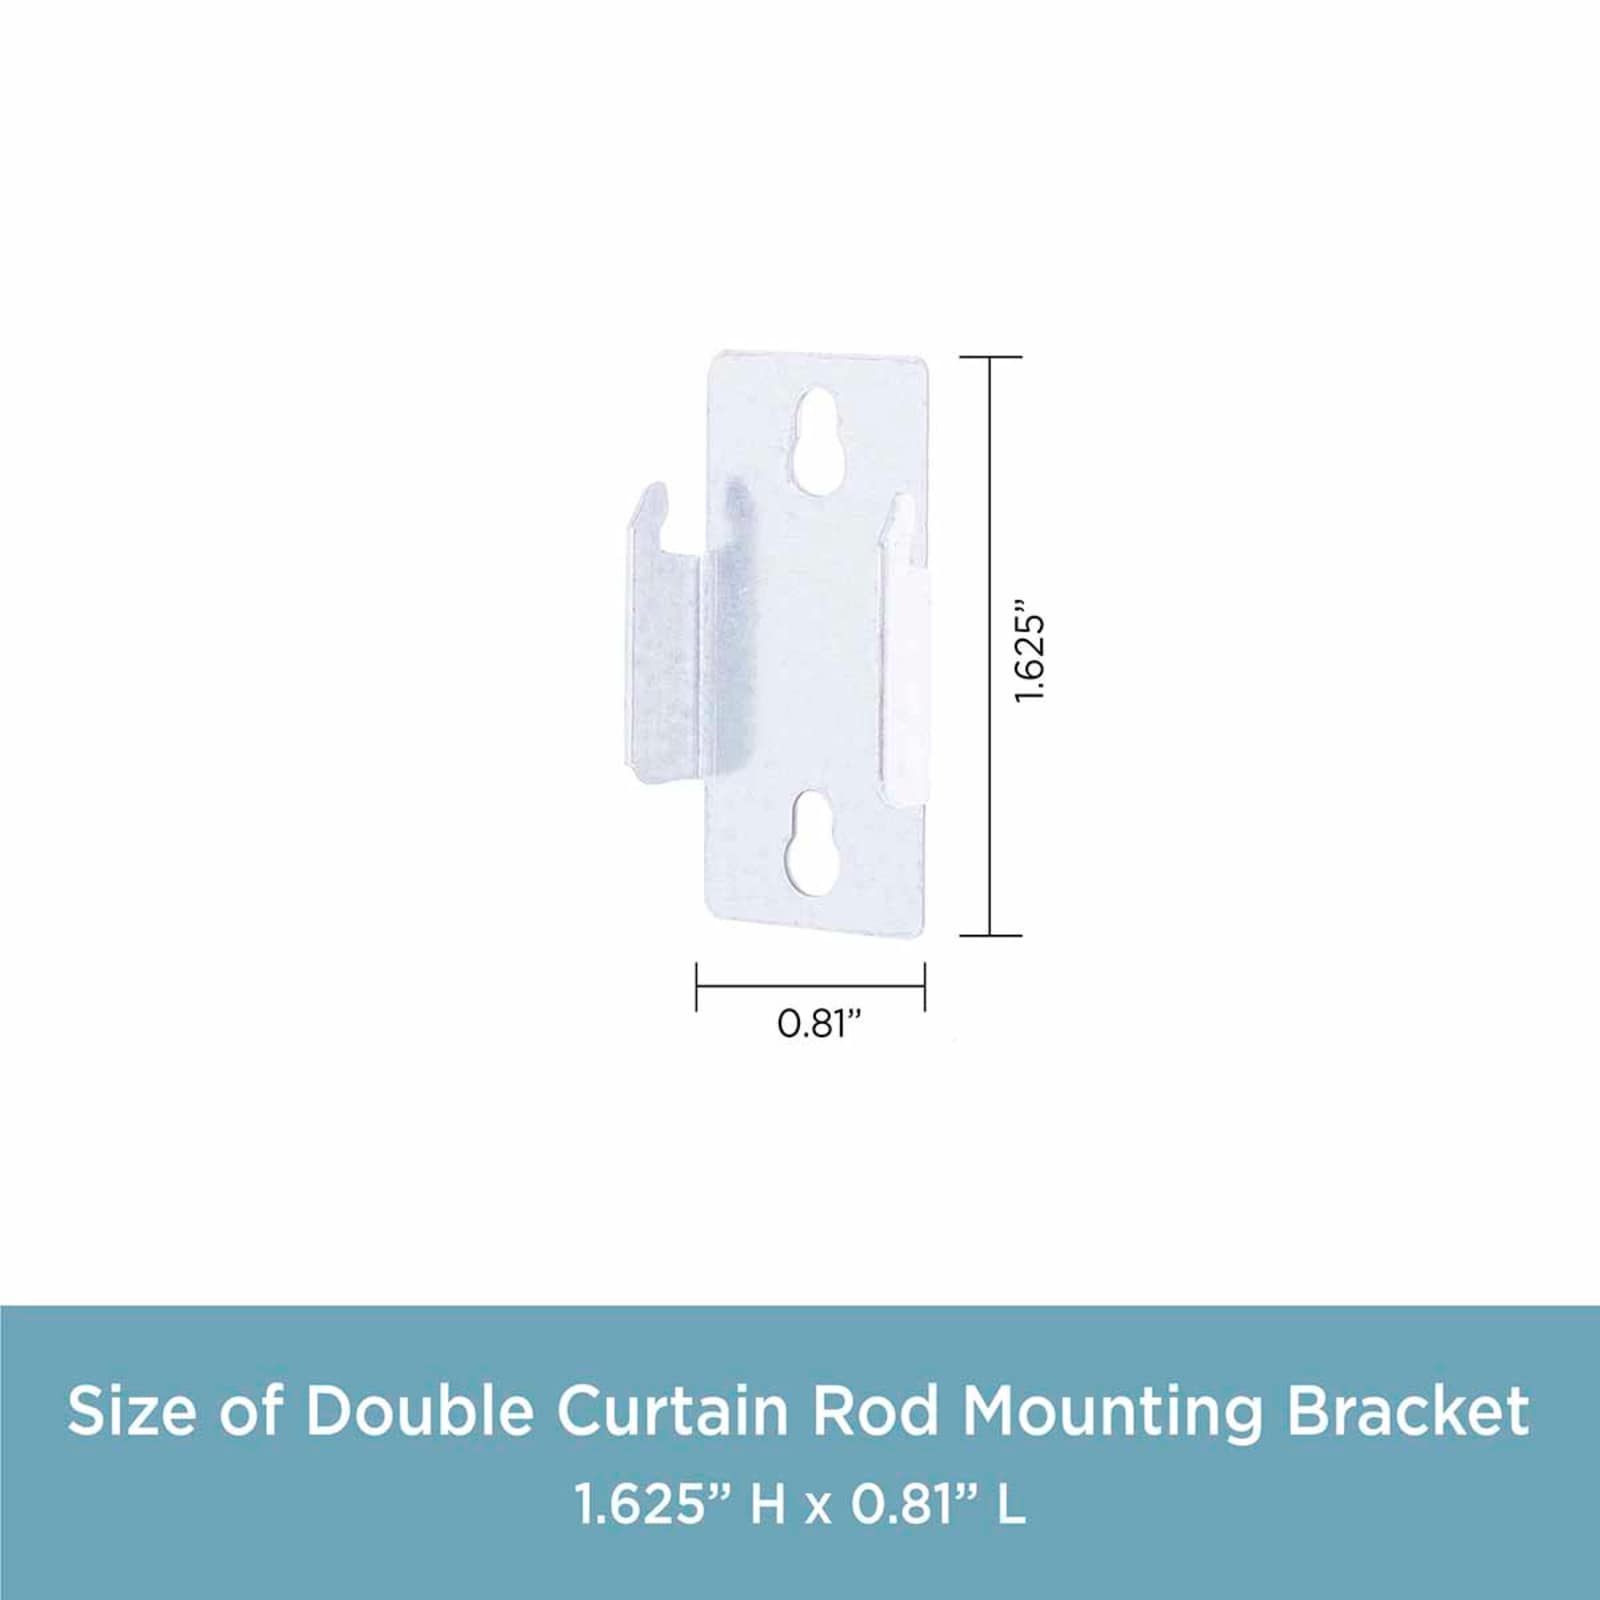 1.625”
0.81”
Size of Double Curtain Rod Mounting Bracket
1.625” H x 0.81” L